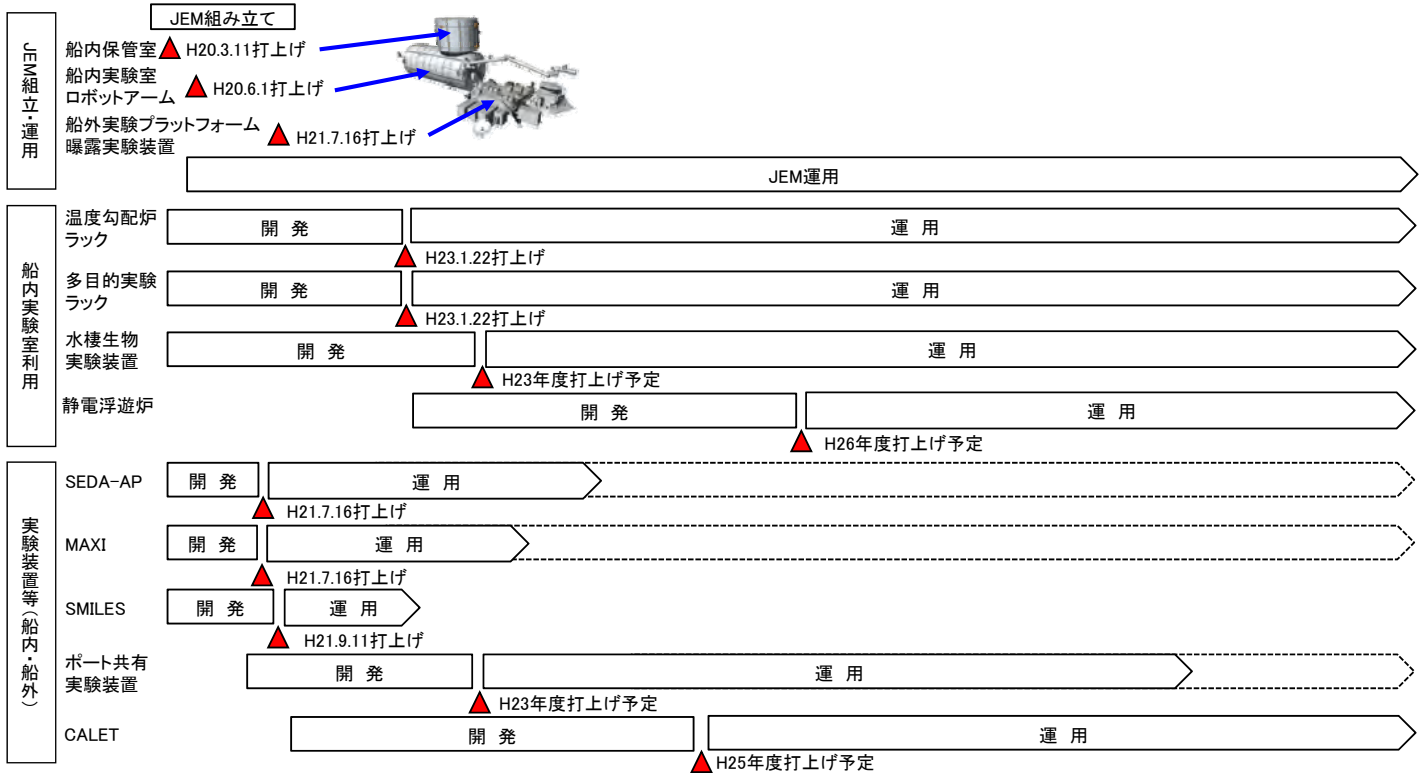 JEM組み立て
JEM組立・運用
船内保管室
H20.3.11打上げ
船内実験室
ロボットアーム
H20.6.1打上げ
船外実験プラットフォーム
曝露実験装置
H21.7.16打上げ
JEM運用
船内実験室利用
温度勾配炉
ラック
開 発
運 用
H23.1.22打上げ
多目的実験
ラック
開 発
運 用
H23.1.22打上げ
水棲生物
実験装置
開 発
運 用
H23年度打上げ予定
静電浮遊炉
開 発
運 用
H26年度打上げ予定
実験装置等(船内・船外)
SEDA-AP
開 発
運 用
H21.7.16打上げ
MAXI
開 発
運 用
H21.7.16打上げ
SMILES
開 発
運 用
H21.9.11打上げ
ポート共有
実験装置
開 発
運 用
H23年度打上げ予定
CALET
開 発
運 用
H25年度打上げ予定